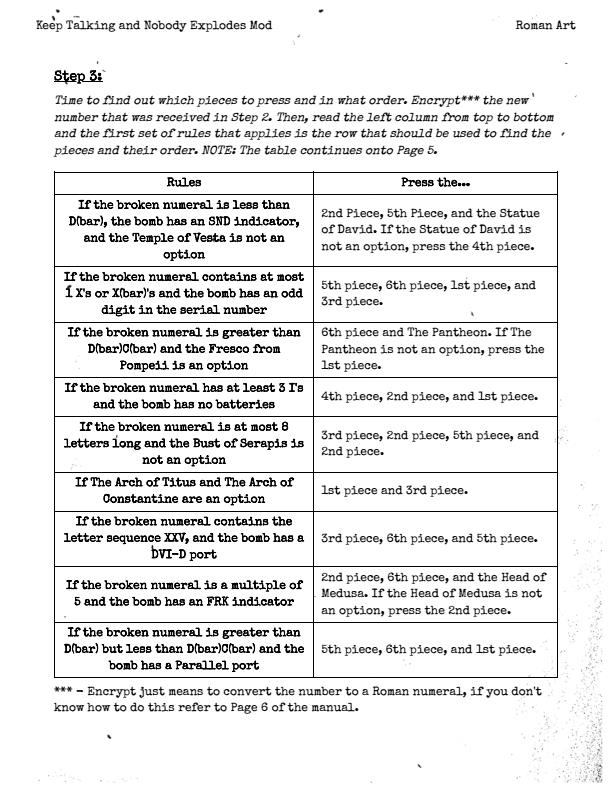 Keep Talking and Nobody Explodes Mod Roman Art
Step 3:
Time to find out which pieces to press and in what order. Encrypt*** the new
number that was received in Step 2. Then, read the left column from top to bottom
and the first set of rules that applies is the row that should be used to find the
pieces and their order. NOTE: The table continues onto Page 5.
Rules
Press the...
If the broken numeral is less than
D(bar), the bomb has an SND indicator,
and the Temple of Vesta is not an
option
2nd Piece, 5th Piece, and the Statue
of David. If the Statue of David is
not an option, press the 4th piece.
If the broken numeral contains at most
1 X's or X(bar)'s and the bomb has an odd
digit in the serial number
5th piece, 6th piece, 1st piece, and
3rd piece.
If the broken numeral is greater than
D(bar)C(bar) and the Fresco from
Pompeii is an option
6th piece and The Pantheon. If The
Pantheon is not an option, press the
1st piece.
If the broken numeral has at least 3 I's
and the bomb has no batteries
4th piece, 2nd piece, and 1st piece.
If the broken numeral is at most 8
letters long and the Bust of Serapis is
not an option
3rd piece, 2nd piece, 5th piece, and
2nd piece.
If The Arch of Titus and The Arch of
Constantine are an option
1st piece and 3rd piece.
If the broken numeral contains the
letter sequence XXV, and the bomb has a
DVI-D port
3rd piece, 6th piece, and 5th piece.
If the broken numeral is a multiple of
5 and the bomb has an FRK indicator
2nd piece, 6th piece, and the Head of
Medusa. If the Head of Medusa is not
an option, press the 2nd piece.
If the broken numeral is greater than
D(bar) but less than D(bar)C(bar) and the
bomb has a Parallel port
5th piece, 6th piece, and 1st piece.
*** – Encrypt just means to convert the number to a Roman numeral, if you don't
know how to do this refer to Page 6 of the manual.